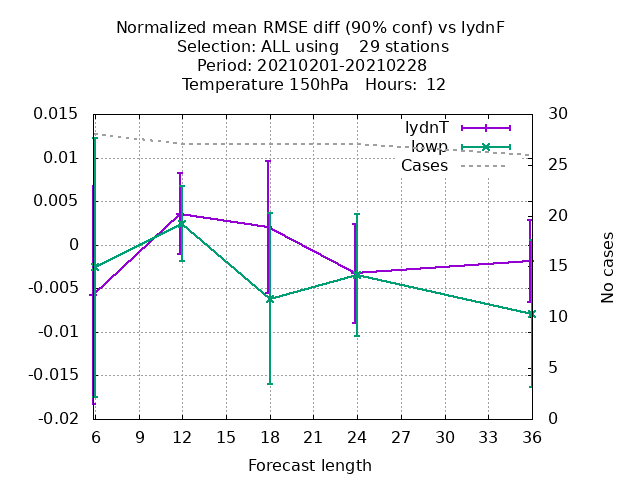 Normalized mean RMSE diff (90% conf) vs lydnF
Selection: ALL using    29 stations
Period: 20210201-20210228
Temperature 150hPa   Hours:  12
0.015
0.01
0.005
0
-0.005
-0.01
-0.015
-0.02
30
25
20
15
10
5
0
lydnT
lowp
Cases
No cases
6 9 12 15 18 21 24 27 30 33 36
Forecast length